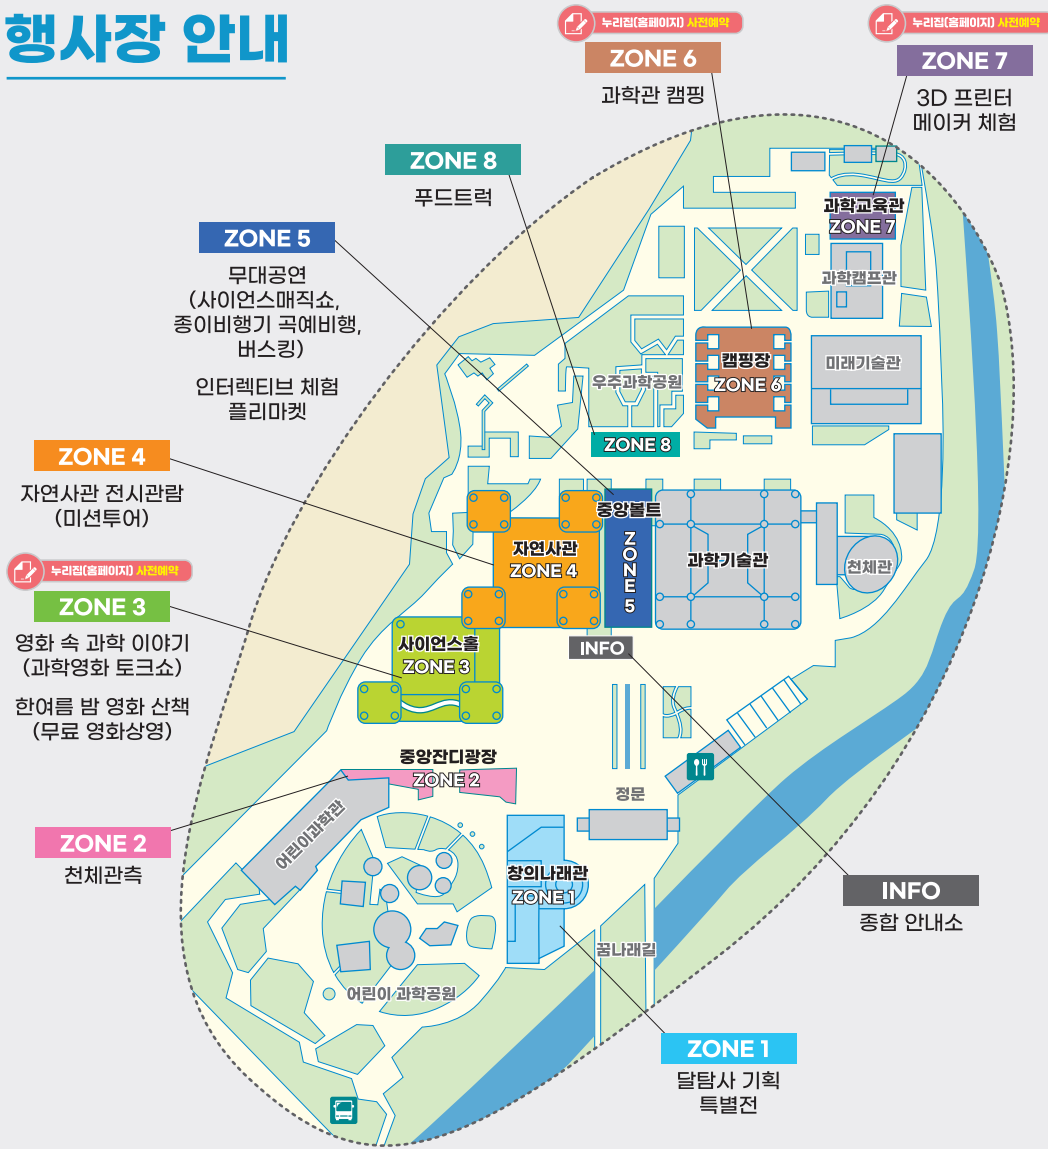 행사장 안내
누리집(홈페이지) 사전예약
ZONE 6
과학관 캠핑
누리집(홈페이지) 사전예약
ZONE 7
3D 프린터
메이커 체험
ZONE 8
푸드트럭
ZONE 5
무대공연
(사이언스매직쇼,
종이비행기 곡예비행,
버스킹)
인터렉티브 체험
플리마켓
ZONE 4
자연사관 전시관람
(미션투어)
누리집(홈페이지) 사전예약
ZONE 3
영화 속 과학 이야기
(과학영화 토크쇼)
한여름 밤 영화 산책
(무료 영화상영)
ZONE 2
천체관측
과학교육관
ZONE 7
과학캠프관
캠핑장
ZONE 6
미래기술관
우주과학공원
ZONE 8
중앙볼트
ZONE 5
자연사관
ZONE 4
과학기술관
천체관
사이언스홀
ZONE 3
INFO
중앙잔디광장
ZONE 2
정문
어린이과학관
창의나래관
ZONE 1
꿈나래길
어린이 과학공원
INFO
종합 안내소
ZONE 1
달탐사 기획
특별전